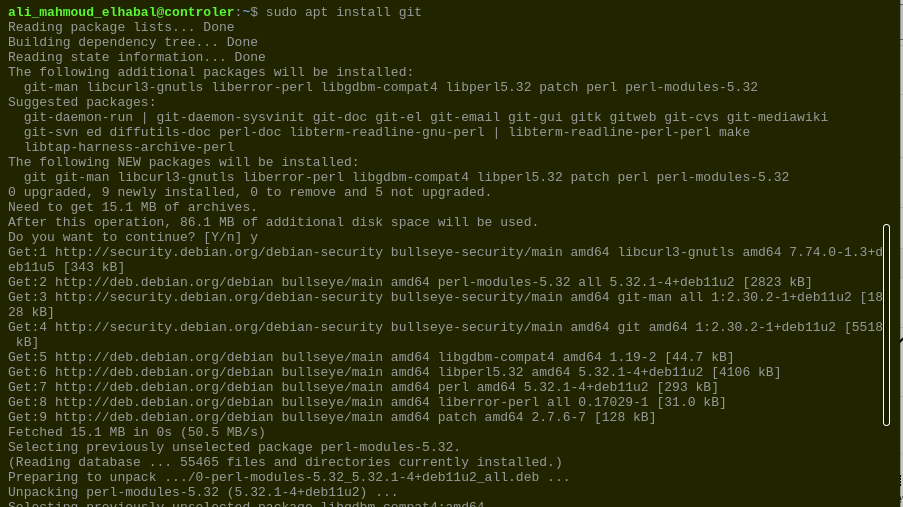 ali_mahmoud_elhabal@controler:~$ sudo apt install git
Reading package lists... Done
Building dependency tree... Done
Reading state information... Done
The following additional packages will be installed:
  git-man libcurl3-gnutls liberror-perl libgdbm-compat4 libperl5.32 patch perl perl-modules-5.32
Suggested packages:
  git-daemon-run | git-daemon-sysvinit git-doc git-el git-email git-gui gitk gitweb git-cvs git-mediawiki
  git-svn ed diffutils-doc perl-doc libterm-readline-gnu-perl | libterm-readline-perl-perl make
  libtap-harness-archive-perl
The following NEW packages will be installed:
  git git-man libcurl3-gnutls liberror-perl libgdbm-compat4 libperl5.32 patch perl perl-modules-5.32
0 upgraded, 9 newly installed, 0 to remove and 5 not upgraded.
Need to get 15.1 MB of archives.
After this operation, 86.1 MB of additional disk space will be used.
Do you want to continue? [Y/n] y
Get:1 http://security.debian.org/debian-security bullseye-security/main amd64 libcurl3-gnutls amd64 7.74.0-1.3+d
eb11u5 [343 kB]
Get:2 http://deb.debian.org/debian bullseye/main amd64 perl-modules-5.32 all 5.32.1-4+deb11u2 [2823 kB]
Get:3 http://security.debian.org/debian-security bullseye-security/main amd64 git-man all 1:2.30.2-1+deb11u2 [18
28 kB]
Get:4 http://security.debian.org/debian-security bullseye-security/main amd64 git amd64 1:2.30.2-1+deb11u2 [5518
 kB]
Get:5 http://deb.debian.org/debian bullseye/main amd64 libgdbm-compat4 amd64 1.19-2 [44.7 kB]
Get:6 http://deb.debian.org/debian bullseye/main amd64 libperl5.32 amd64 5.32.1-4+deb11u2 [4106 kB]
Get:7 http://deb.debian.org/debian bullseye/main amd64 perl amd64 5.32.1-4+deb11u2 [293 kB]
Get:8 http://deb.debian.org/debian bullseye/main amd64 liberror-perl all 0.17029-1 [31.0 kB]
Get:9 http://deb.debian.org/debian bullseye/main amd64 patch amd64 2.7.6-7 [128 kB]
Fetched 15.1 MB in 0s (50.5 MB/s)
Selecting previously unselected package perl-modules-5.32.
(Reading database ... 55465 files and directories currently installed.)
Preparing to unpack .../0-perl-modules-5.32_5.32.1-4+deb11u2_all.deb ...
Unpacking perl-modules-5.32 (5.32.1-4+deb11u2) ...
Selecting previously unselected package libgdbm-compat4:amd64.